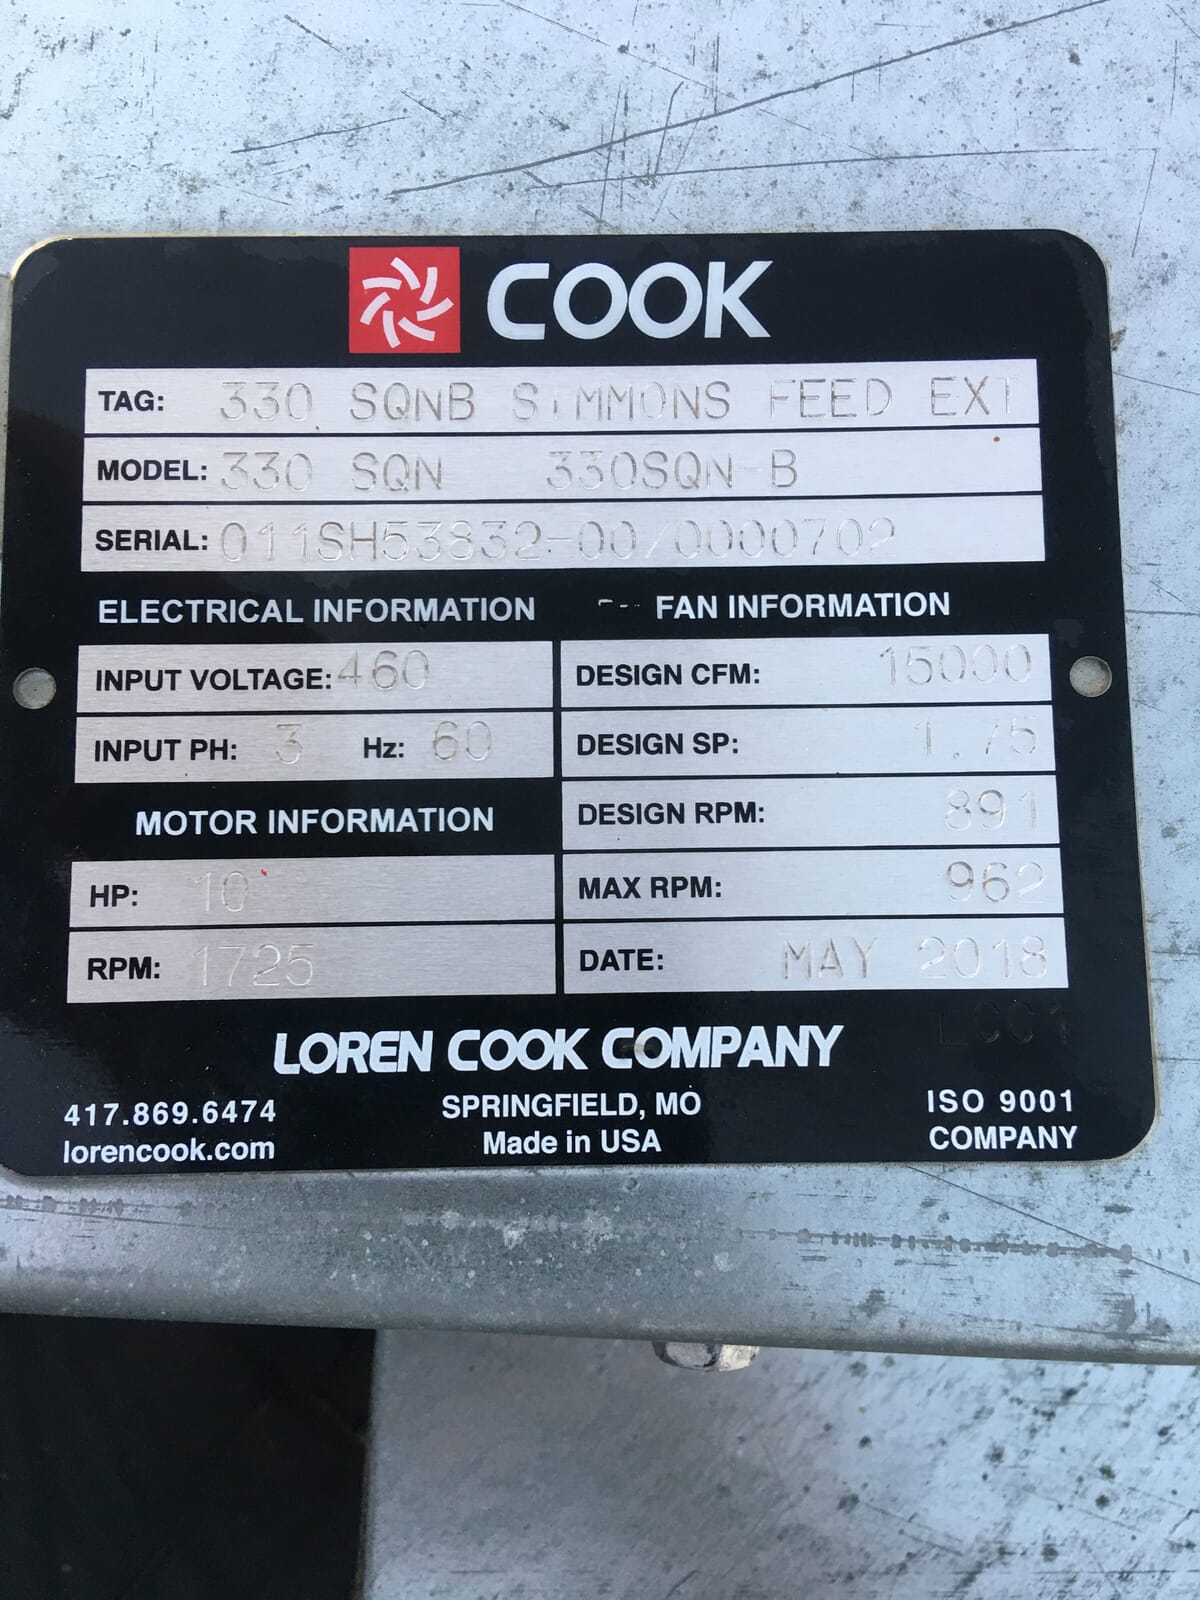 COOK
TAG: 330 SQNB SIMMONS FEED EXT
MODEL: 330 SQN 330SQN-B
SERIAL: 011SH53832-00/0000702
ELECTRICAL INFORMATION
INPUT VOLTAGE: 460
INPUT PH: 3 Hz: 60
MOTOR INFORMATION
HP: 10
RPM: 1725
FAN INFORMATION
DESIGN CFM: 15000
DESIGN SP: 1.75
DESIGN RPM: 891
MAX RPM: 962
DATE: MAY 2018
LCC1
LOREN COOK COMPANY
417.869.6474
lorencook.com
SPRINGFIELD, MO
Made in USA
ISO 9001
COMPANY